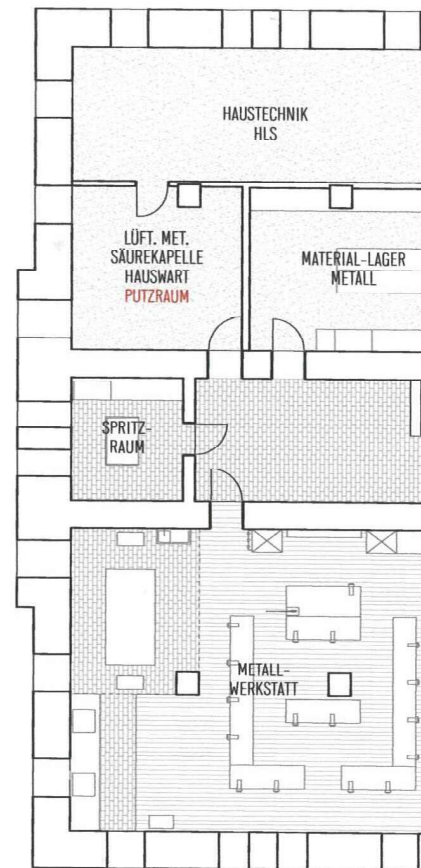 HAUSTECHNIK
HLS
LÜFT. MET.
SÄUREKAPELLE
HAUSWART
PUTZRAUM
MATERIAL-LAGER
METALL
SPRITZ-
RAUM
METALL-
WERKSTATT